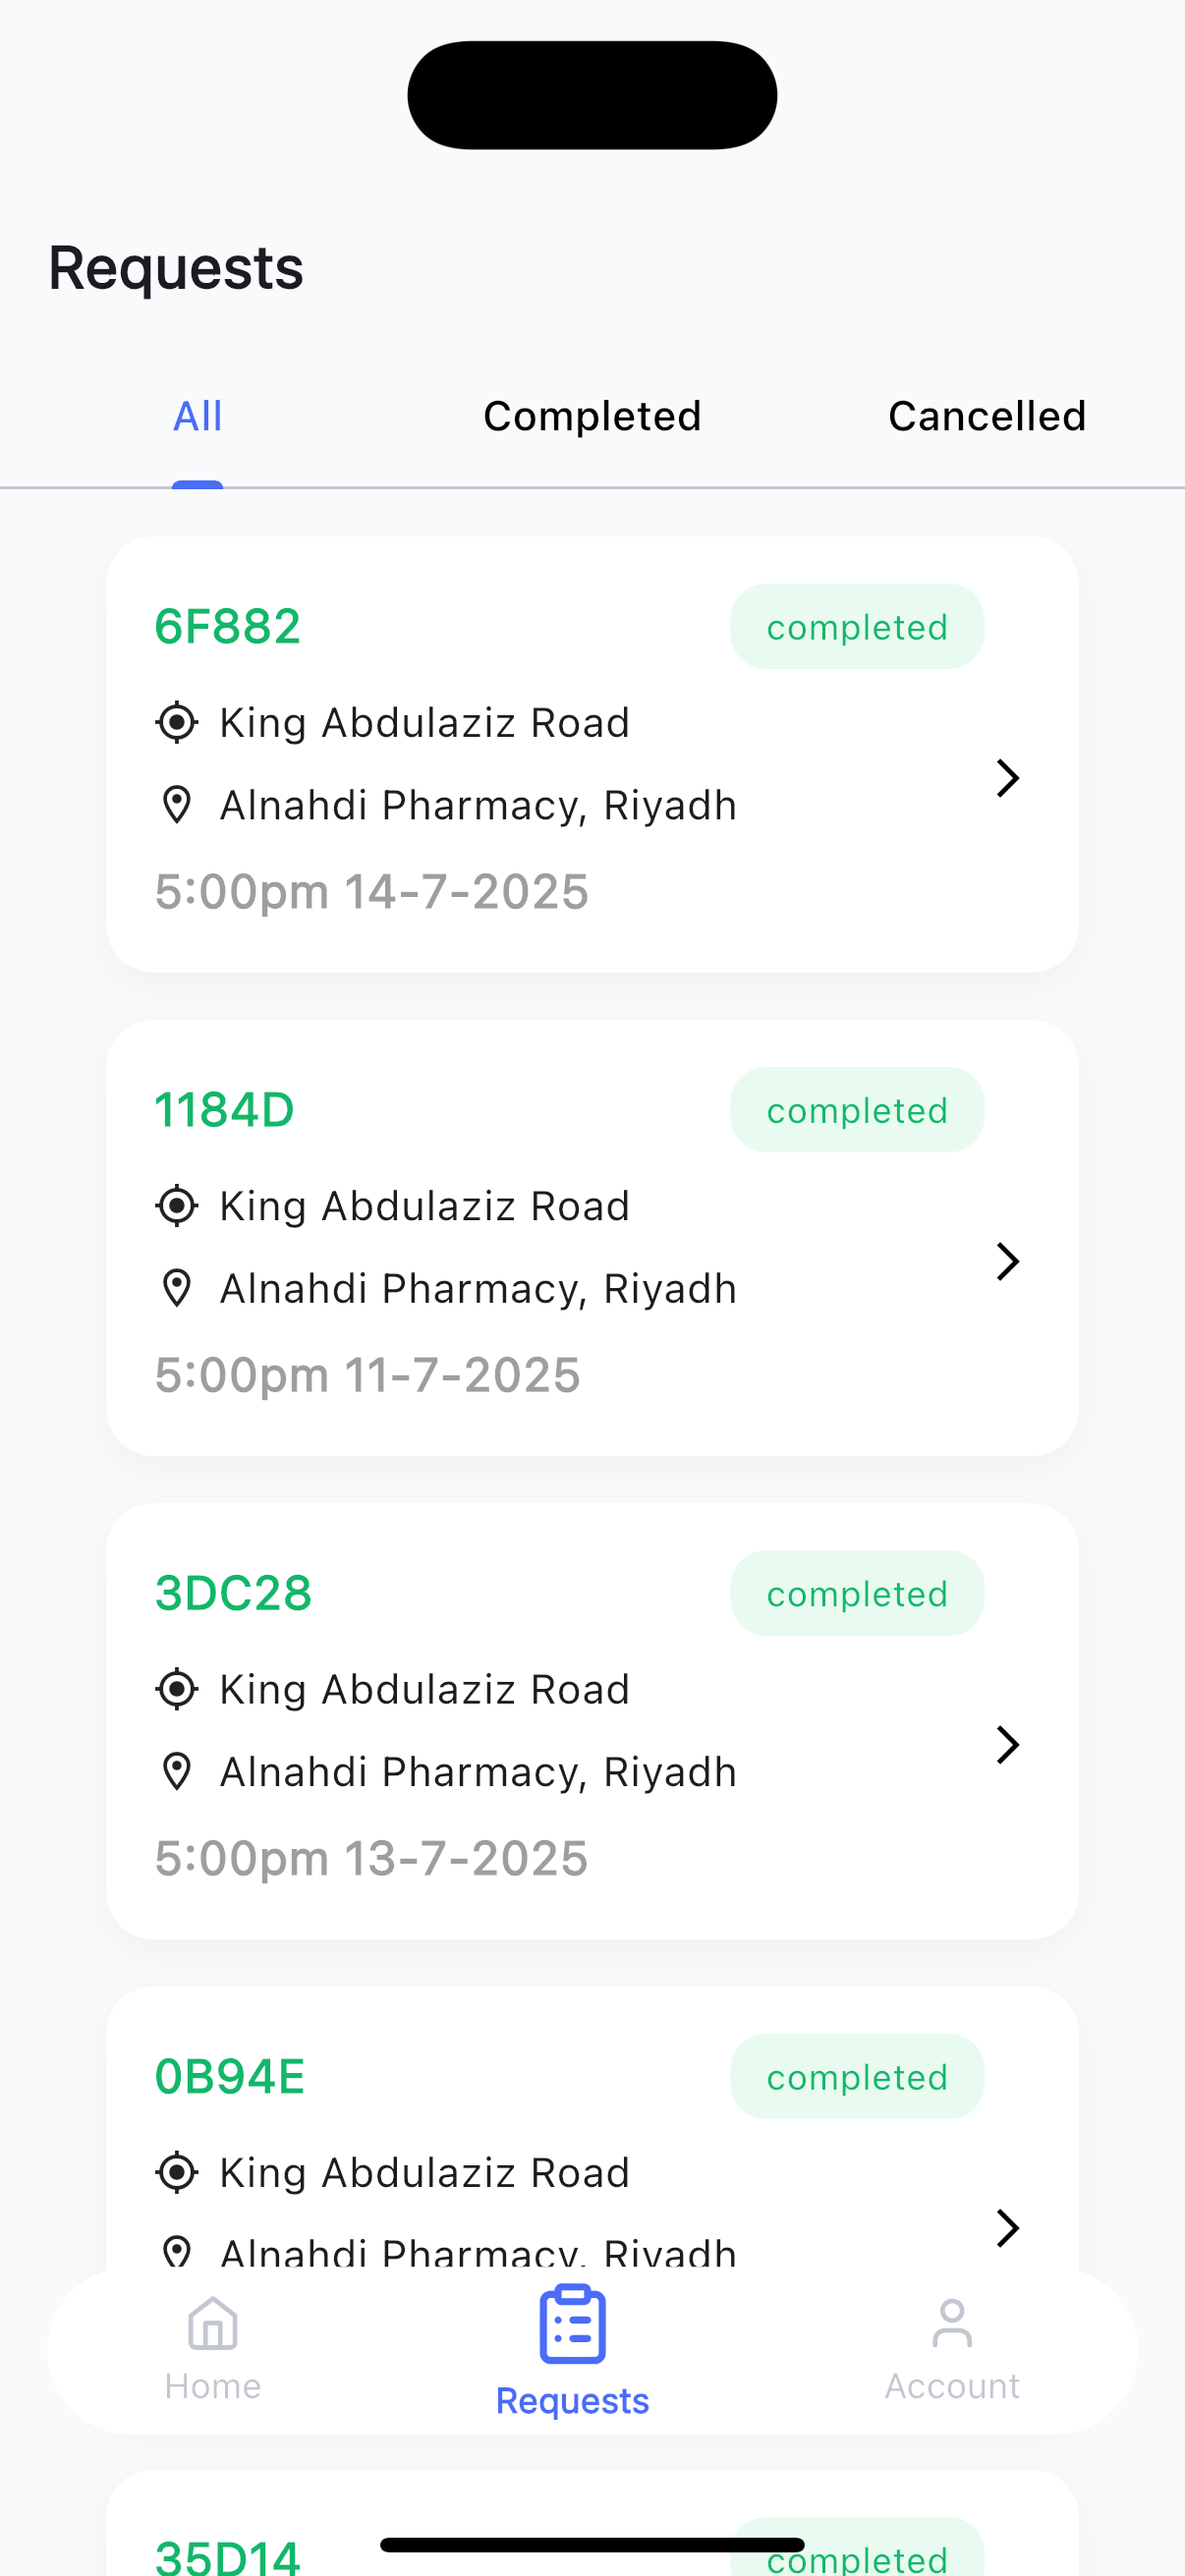 Requests
All Completed Cancelled
6F882 completed
King Abdulaziz Road
Alnahdi Pharmacy, Riyadh
5:00pm 14-7-2025
1184D completed
King Abdulaziz Road
Alnahdi Pharmacy, Riyadh
5:00pm 11-7-2025
3DC28 completed
King Abdulaziz Road
Alnahdi Pharmacy, Riyadh
5:00pm 13-7-2025
0B94E completed
King Abdulaziz Road
Alnahdi Pharmacy, Riyadh
Home Requests Account
35D14 completed